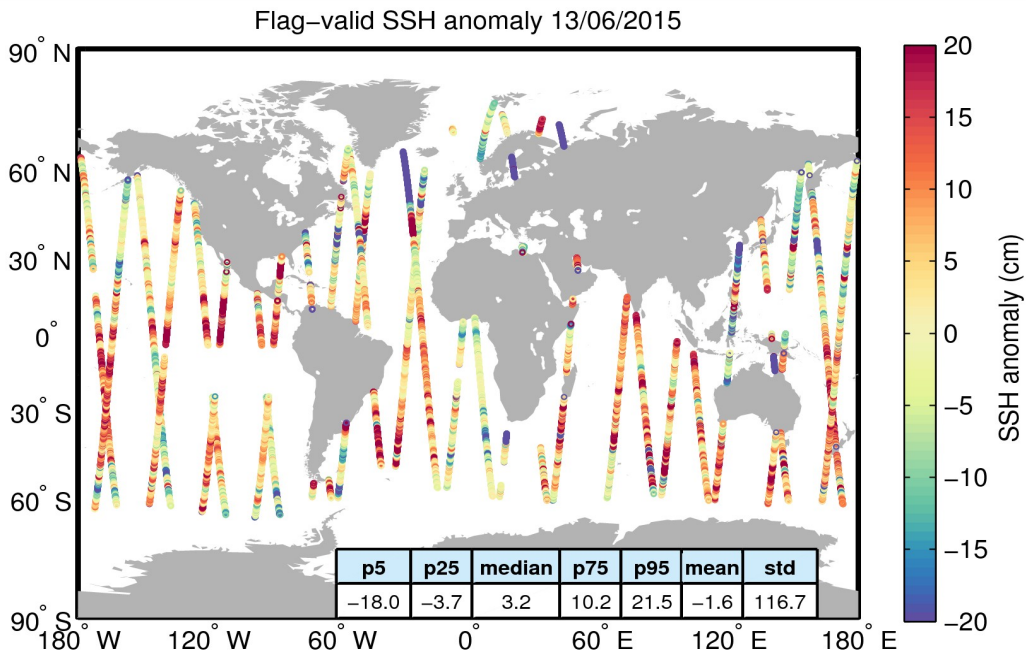 Flag−valid SSH anomaly 13/06/2015
90° N
60° N
30° N
0°
30° S
60° S
90° S
180° W
120° W
60° W
0°
60° E
120° E
180° E
p5 p25 median p75 p95 mean std
−18.0 −3.7 3.2 10.2 21.5 −1.6 116.7
20
15
10
5
0
−5
−10
−15
−20
SSH anomaly (cm)